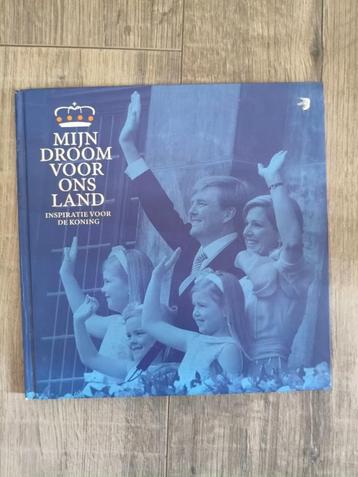 MIJN
DROOM
VOOR
ONS
LAND
INSPIRATIE VOOR
DE KONING